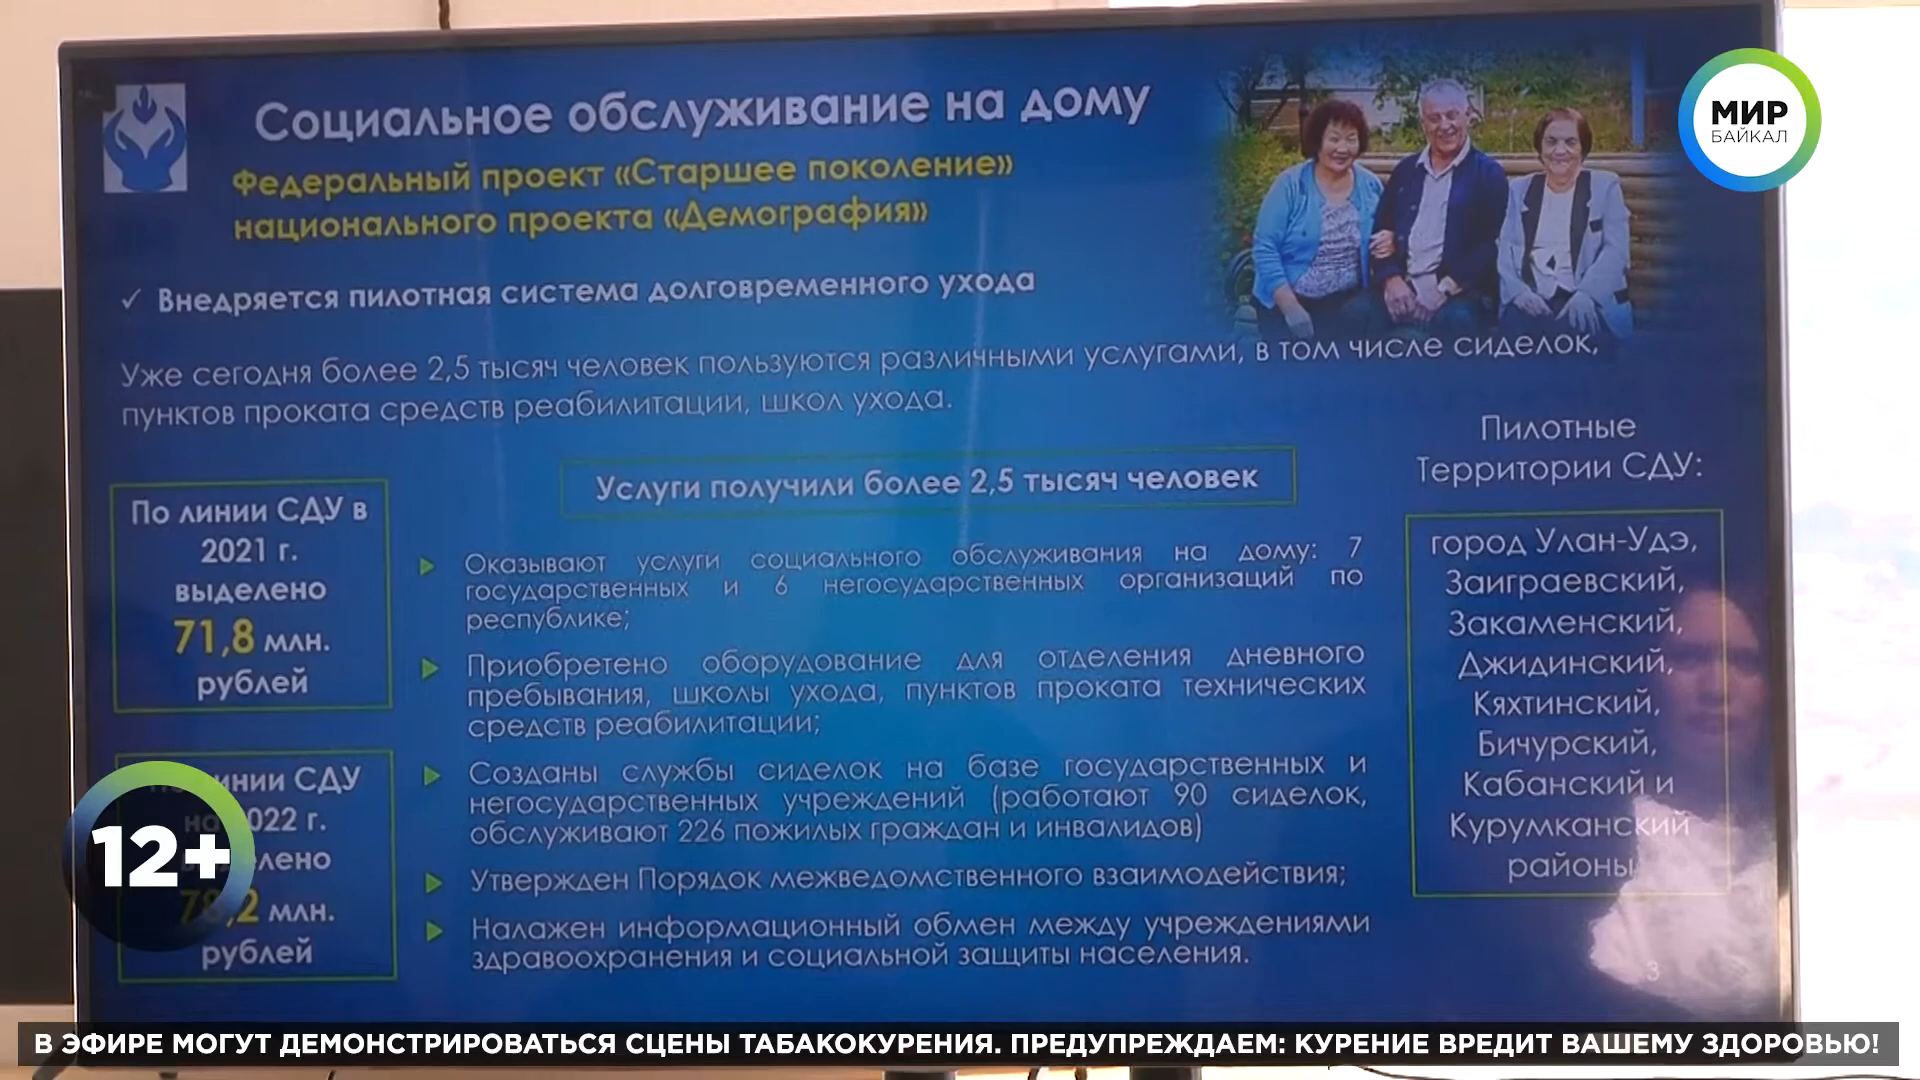 Социальное обслуживание на дому
Федеральный проект «Старшее поколение»
национального проекта «Демография»
МИР
БАЙКАЛ
✓ Внедряется пилотная система долговременного ухода
Уже сегодня более 2,5 тысяч человек пользуются различными услугами, в том числе сиделок,
пунктов проката средств реабилитации, школ ухода.
По линии СДУ в
2021 г.
выделено
71,8 млн.
рублей
СДУ
2022 г.
млн.
рублей
12+
Услуги получили более 2,5 тысяч человек
Оказывают услуги социального обслуживания на дому: 7
государственных и 6 негосударственных организаций по
республике;
Приобретено оборудование для отделения дневного
пребывания, школы ухода, пунктов проката технических
средств реабилитации;
Созданы службы сиделок на базе государственных и
негосударственных учреждений (работают 90 сиделок,
обслуживают 226 пожилых граждан и инвалидов)
Утвержден Порядок межведомственного взаимодействия;
Налажен информационный обмен между учреждениями
здравоохранения и социальной защиты населения.
Пилотные
Территории СДУ:
город Улан-Удэ,
Заиграевский,
Закаменский,
Джидинский,
Кяхтинский,
Бичурский,
Кабанский и
Курумканский
районы
3
В ЭФИРЕ МОГУТ ДЕМОНСТРИРОВАТЬСЯ СЦЕНЫ ТАБАКОКУРЕНИЯ. ПРЕДУПРЕЖДАЕМ: КУРЕНИЕ ВРЕДИТ ВАШЕМУ ЗДОРОВЬЮ!